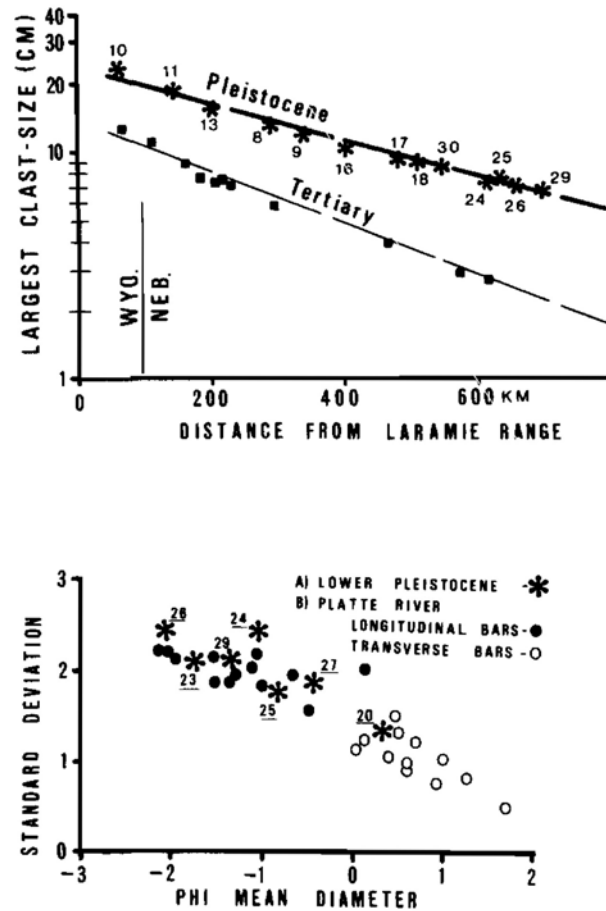 LARGEST CLAST-SIZE (CM)
40
30
20
10
1
10
11
Pleistocene
13
8
9
16
17
18
30
24
25
26
29
Tertiary
WYO.
NEB.
0
200
400
600 KM
DISTANCE FROM LARAMIE RANGE
STANDARD DEVIATION
3
2
1
0
A) LOWER PLEISTOCENE -
B) PLATTE RIVER
LONGITUDINAL BARS-
TRANSVERSE BARS-
26
24
29
23
27
25
20
-3
-2
-1
0
1
2
PHI MEAN DIAMETER